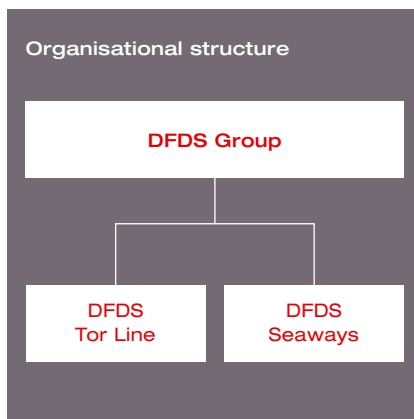 Organisational structure
DFDS Group
DFDS
Tor Line
DFDS
Seaways